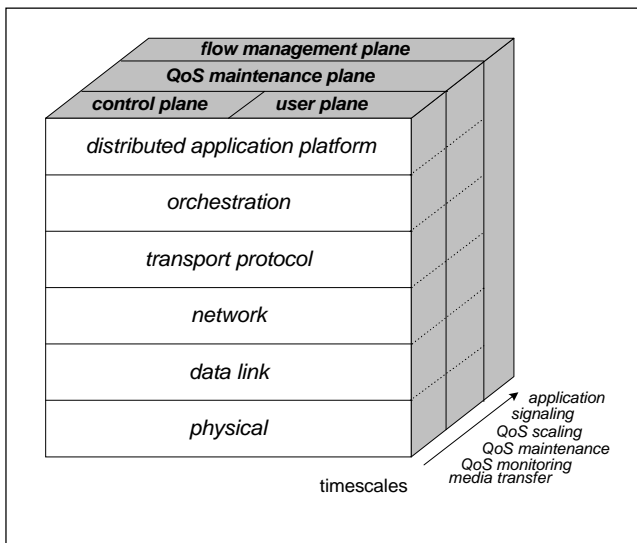 flow management plane
QoS maintenance plane
control plane
user plane
distributed application platform
orchestration
transport protocol
network
data link
physical
application
signaling
QoS scaling
QoS maintenance
QoS monitoring
media transfer
timescales